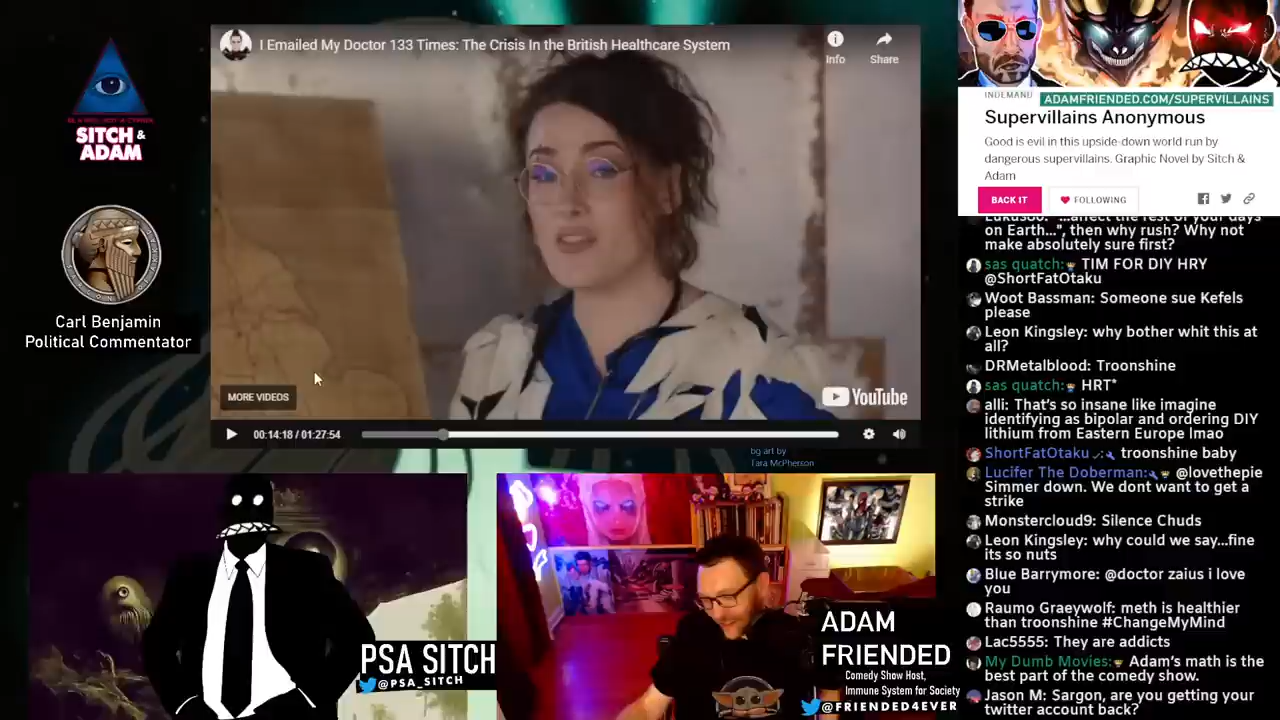 I Emailed My Doctor 133 Times: The Crisis In the British Healthcare System
Info
Share
SITCH &
ADAM
Carl Benjamin
Political Commentator
MORE VIDEOS
YouTube
00:14:18 / 01:27:54
bg art by
Tara McPherson
PSA SITCH
@PSA_SITCH
ADAM
FRIENDED
Comedy Show Host,
Immune System for Society
@FRIENDED4EVER
INDEMAND
ADAMFRIENDED.COM/SUPERVILLAINS
Supervillains Anonymous
Good is evil in this upside-down world run by
dangerous supervillains. Graphic Novel by Sitch &
Adam
BACK IT
FOLLOWING
Lukus80: "...affect the rest of your days
on Earth...", then why rush? Why not
make absolutely sure first?
sas quatch: TIM FOR DIY HRY
@ShortFatOtaku
Woot Bassman: Someone sue Kefels
please
Leon Kingsley: why bother whit this at
all?
DRMetalblood: Troonshine
sas quatch: HRT*
alli: That's so insane like imagine
identifying as bipolar and ordering DIY
lithium from Eastern Europe lmao
ShortFatOtaku: troonshine baby
Lucifer The Doberman: @lovethepie
Simmer down. We dont want to get a
strike
Monstercloud9: Silence Chuds
Leon Kingsley: why could we say...fine
its so nuts
Blue Barrymore: @doctor zaius i love
you
Raumo Graeywolf: meth is healthier
than troonshine #ChangeMyMind
Lac5555: They are addicts
My Dumb Movies: Adam's math is the
best part of the comedy show.
Jason M: Sargon, are you getting your
twitter account back?